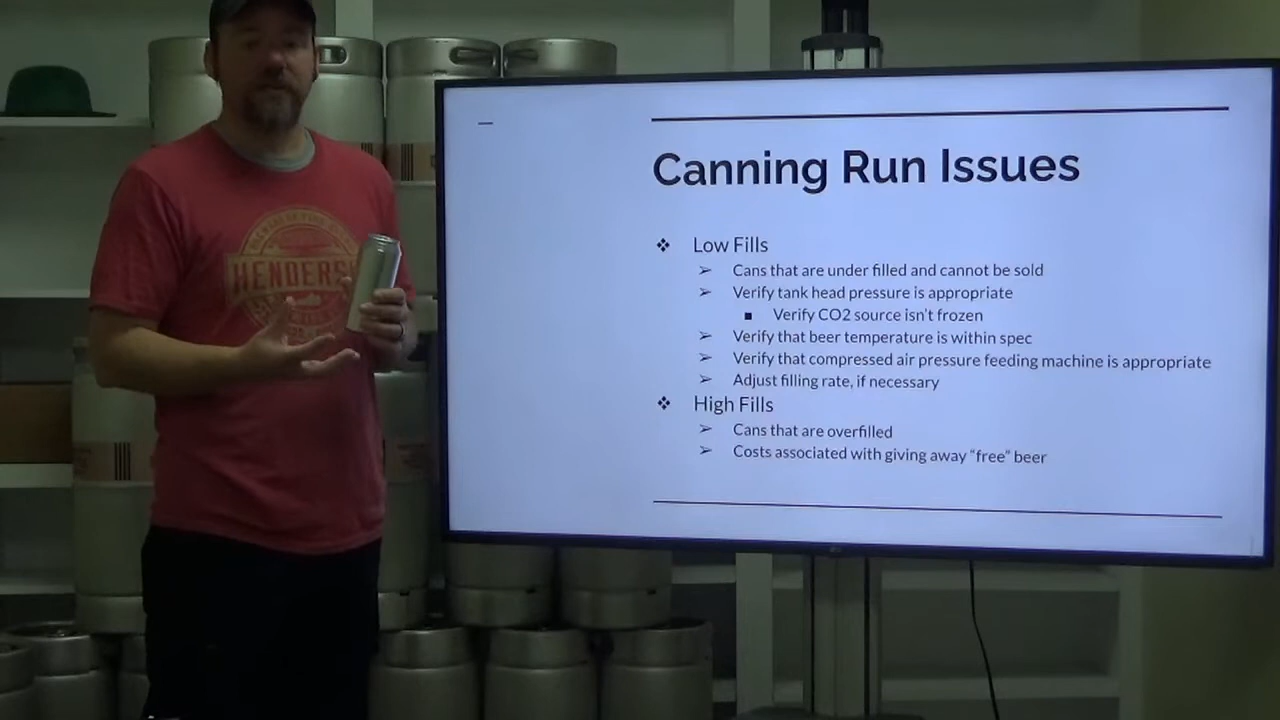 Canning Run Issues
❖ Low Fills
➢ Cans that are under filled and cannot be sold
➢ Verify tank head pressure is appropriate
■ Verify CO2 source isn't frozen
➢ Verify that beer temperature is within spec
➢ Verify that compressed air pressure feeding machine is appropriate
➢ Adjust filling rate, if necessary
❖ High Fills
➢ Cans that are overfilled
➢ Costs associated with giving away “free” beer